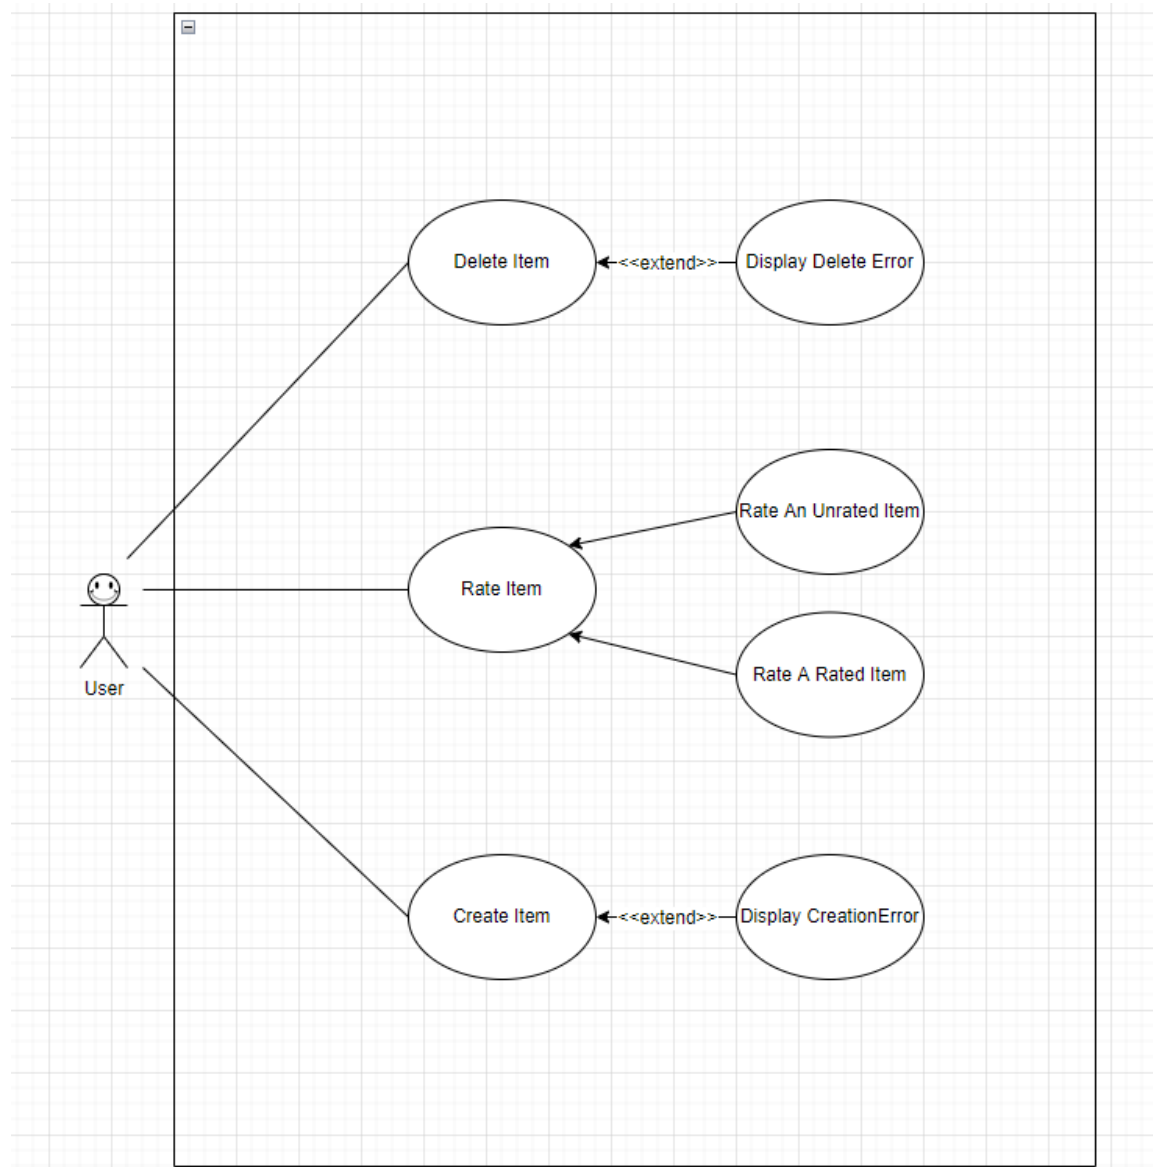 Delete Item
<<extend>>
Display Delete Error
Rate An Unrated Item
Rate Item
Rate A Rated Item
User
Create Item
<<extend>>
Display CreationError